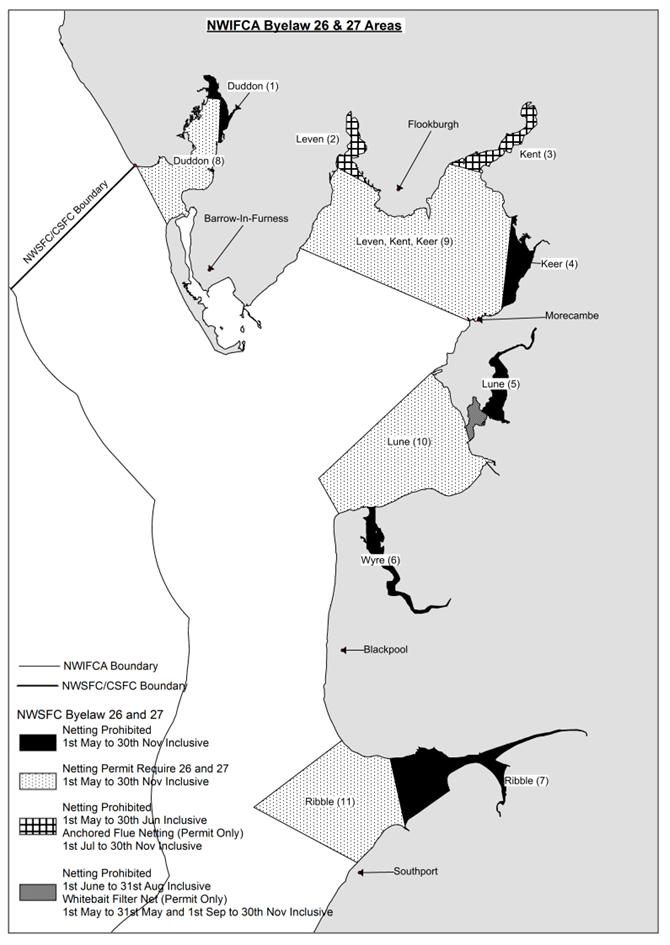 NWIFCA Byelaw 26 & 27 Areas
Duddon (1)
Leven (2)
Flookburgh
Kent (3)
Duddon (8)
NWSFC/CSFC Boundary
Barrow-In-Furness
Leven, Kent, Keer (9)
Keer (4)
Morecambe
Lune (5)
Lune (10)
Wyre (6)
Blackpool
NWIFCA Boundary
NWSFC/CSFC Boundary
NWSFC Byelaw 26 and 27
Netting Prohibited
1st May to 30th Nov Inclusive
Netting Permit Require 26 and 27
1st May to 30th Nov Inclusive
Netting Prohibited
1st May to 30th Jun Inclusive
Anchored Flue Netting (Permit Only)
1st Jul to 30th Nov Inclusive
Netting Prohibited
1st June to 31st Aug Inclusive
Whitebait Filter Net (Permit Only)
1st May to 31st May and 1st Sep to 30th Nov Inclusive
Ribble (7)
Ribble (11)
Southport